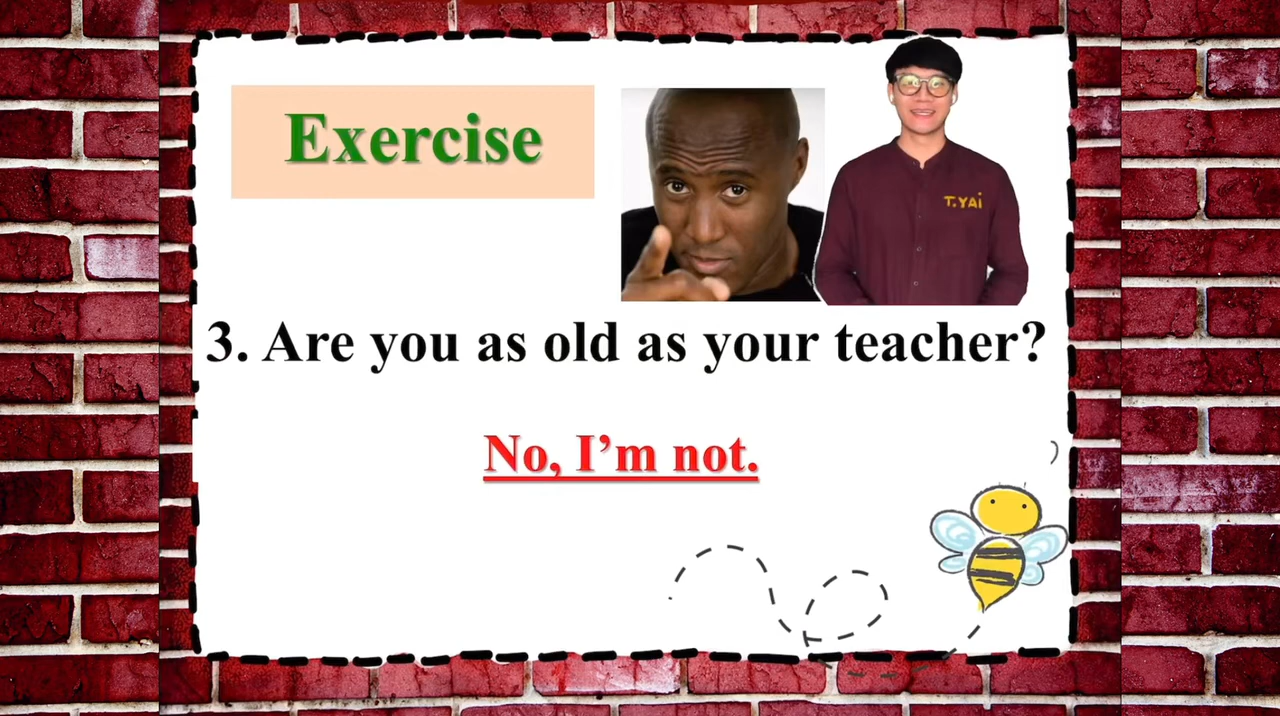 Exercise
T.YAi
3. Are you as old as your teacher?
No, I’m not.